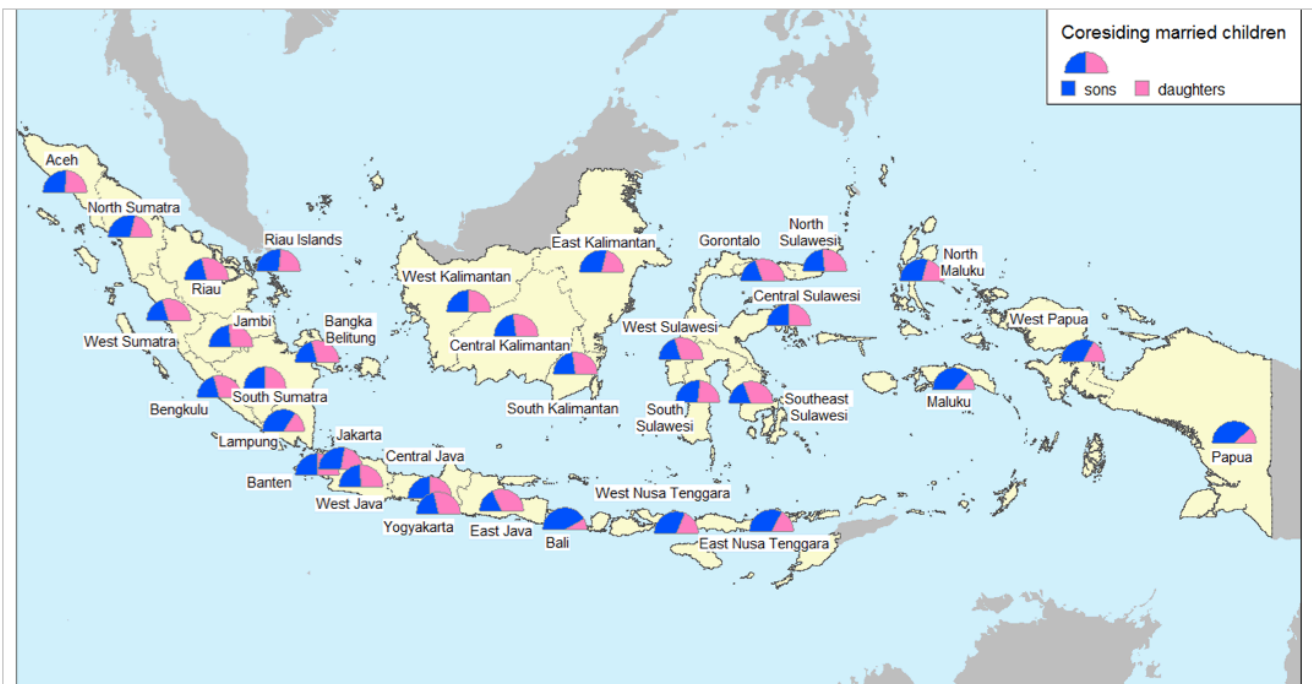 Coresiding married children
sons
daughters
Aceh
North Sumatra
Riau Islands
Riau
West Sumatra
Jambi
Bangka
Belitung
Bengkulu
South Sumatra
Lampung
Jakarta
Banten
West Java
Central Java
Yogyakarta
East Java
Bali
West Nusa Tenggara
East Nusa Tenggara
West Kalimantan
East Kalimantan
Central Kalimantan
South Kalimantan
Gorontalo
North
Sulawesi
Central Sulawesi
West Sulawesi
South
Sulawesi
Southeast
Sulawesi
North
Maluku
Maluku
West Papua
Papua